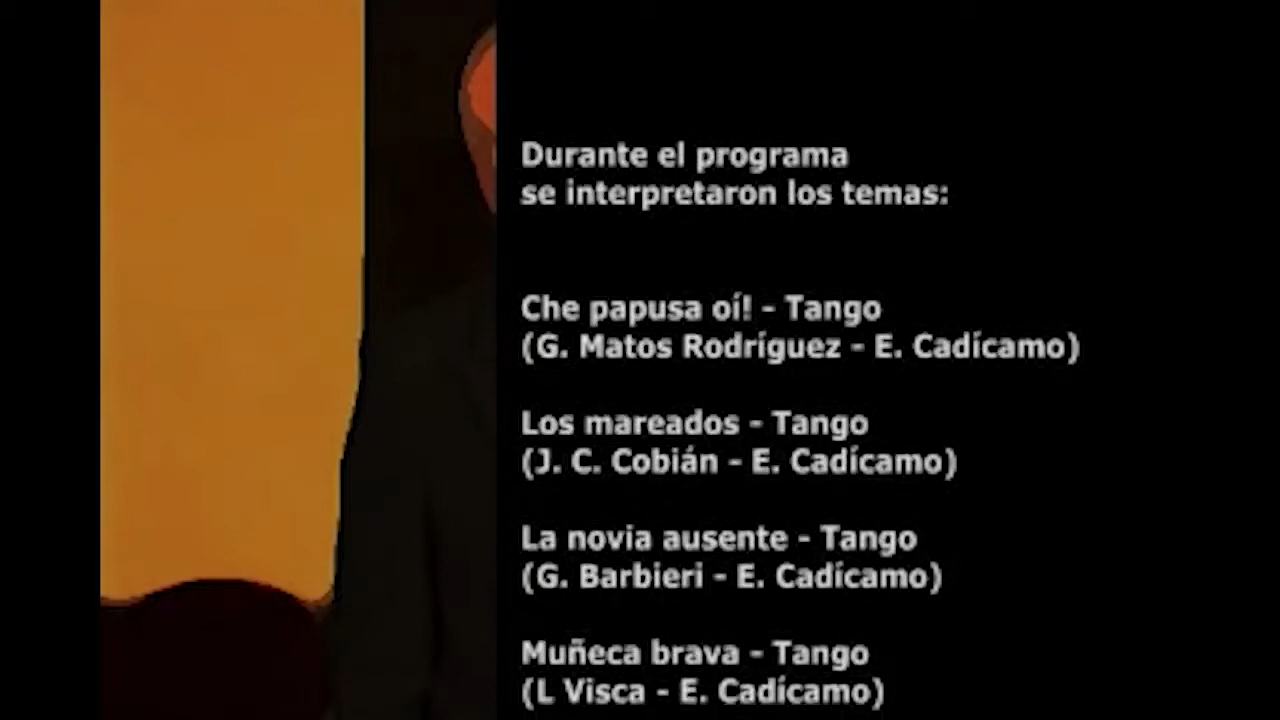 Durante el programa
se interpretaron los temas:
Che papusa oí! - Tango
(G. Matos Rodríguez - E. Cadícamo)
Los mareados - Tango
(J. C. Cobián - E. Cadícamo)
La novia ausente - Tango
(G. Barbieri - E. Cadícamo)
Muñeca brava - Tango
(L Visca - E. Cadícamo)